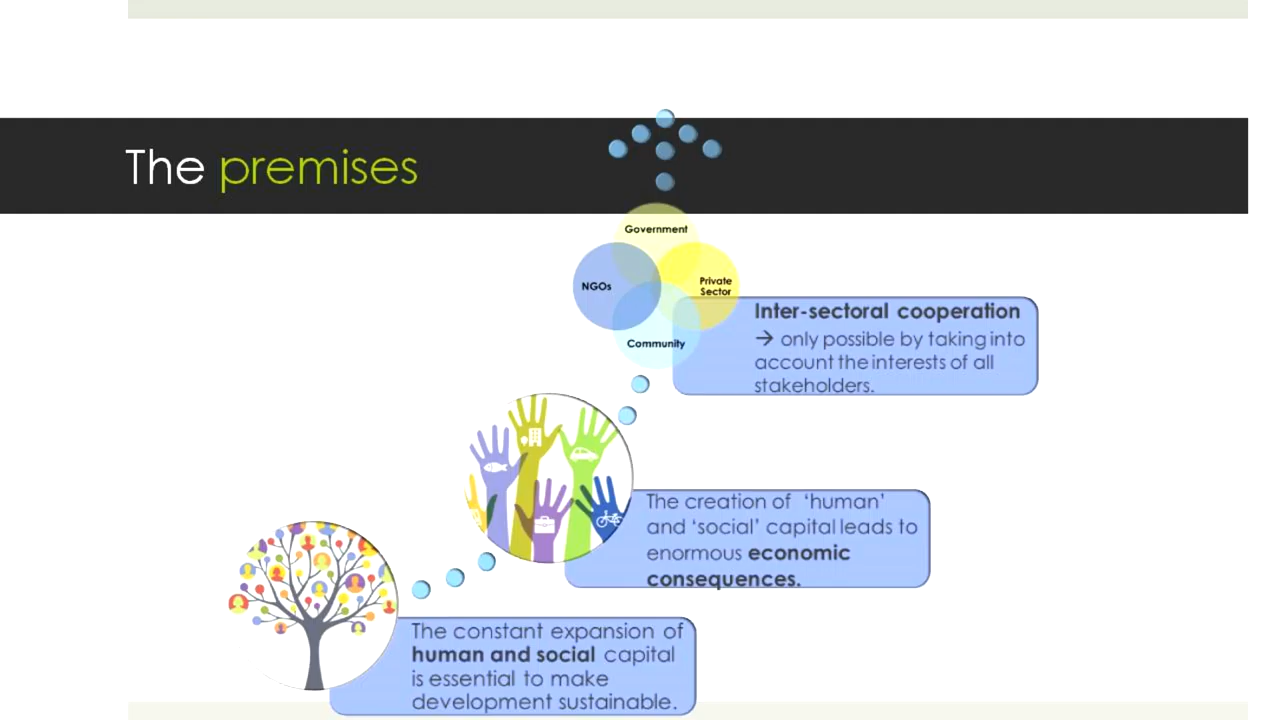 The premises
Government
NGOs
Private
Sector
Community
Inter-sectoral cooperation
→ only possible by taking into
account the interests of all
stakeholders.
The creation of ‘human’
and ‘social’ capital leads to
enormous economic
consequences.
The constant expansion of
human and social capital
is essential to make
development sustainable.